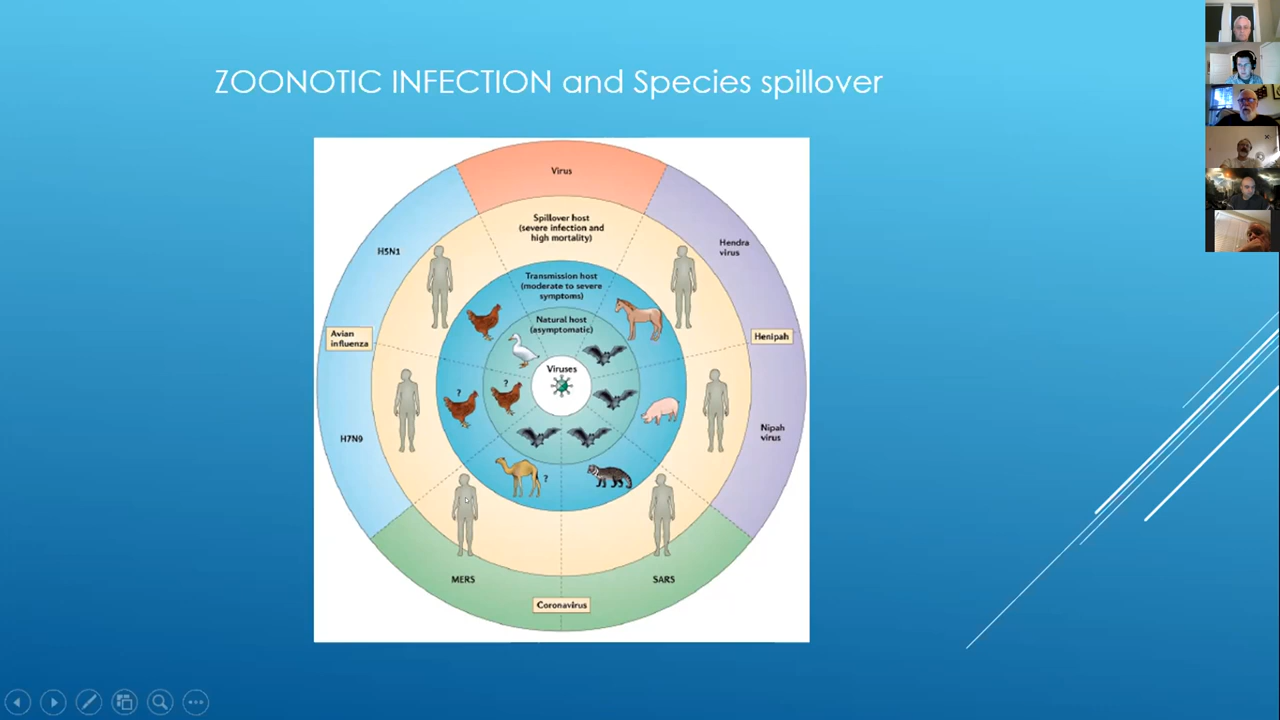 ZOONOTIC INFECTION and Species spillover
Virus
Spillover host
(severe infection and
high mortality)
Hendra
virus
H5N1
Transmission host
(moderate to severe
symptoms)
Natural host
(asymptomatic)
Avian
influenza
Henipah
Viruses
?
?
H7N9
Nipah
virus
?
MERS
SARS
Coronavirus